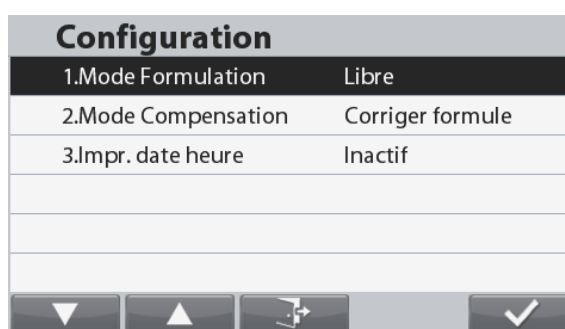 Configuration
1.Mode Formulation Libre
2.Mode Compensation Corriger formule
3.Impr. date heure Inactif